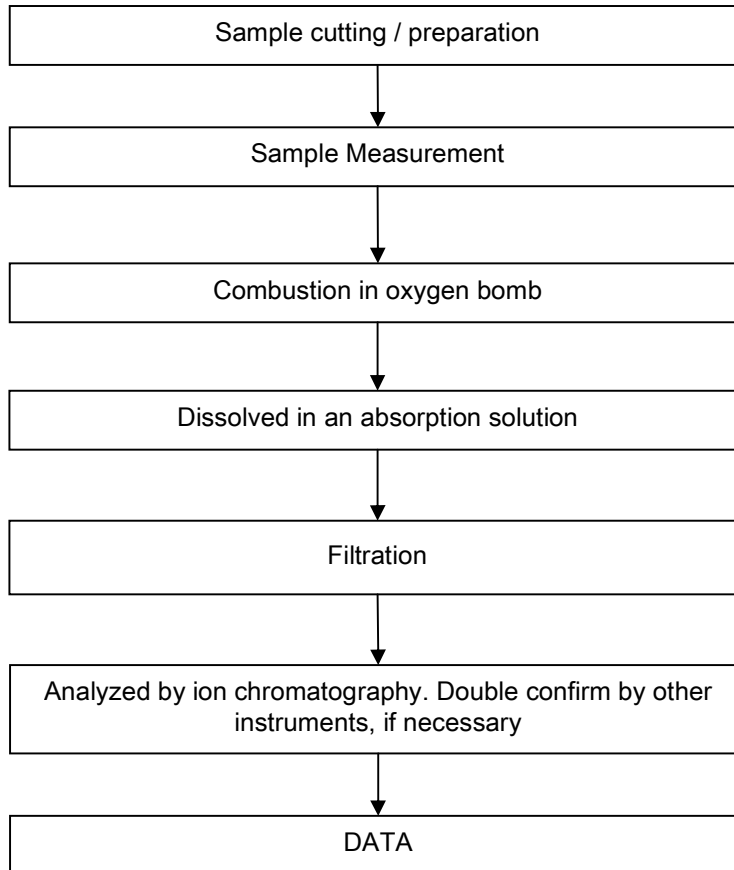 Sample cutting / preparation
Sample Measurement
Combustion in oxygen bomb
Dissolved in an absorption solution
Filtration
Analyzed by ion chromatography. Double confirm by other
instruments, if necessary
DATA